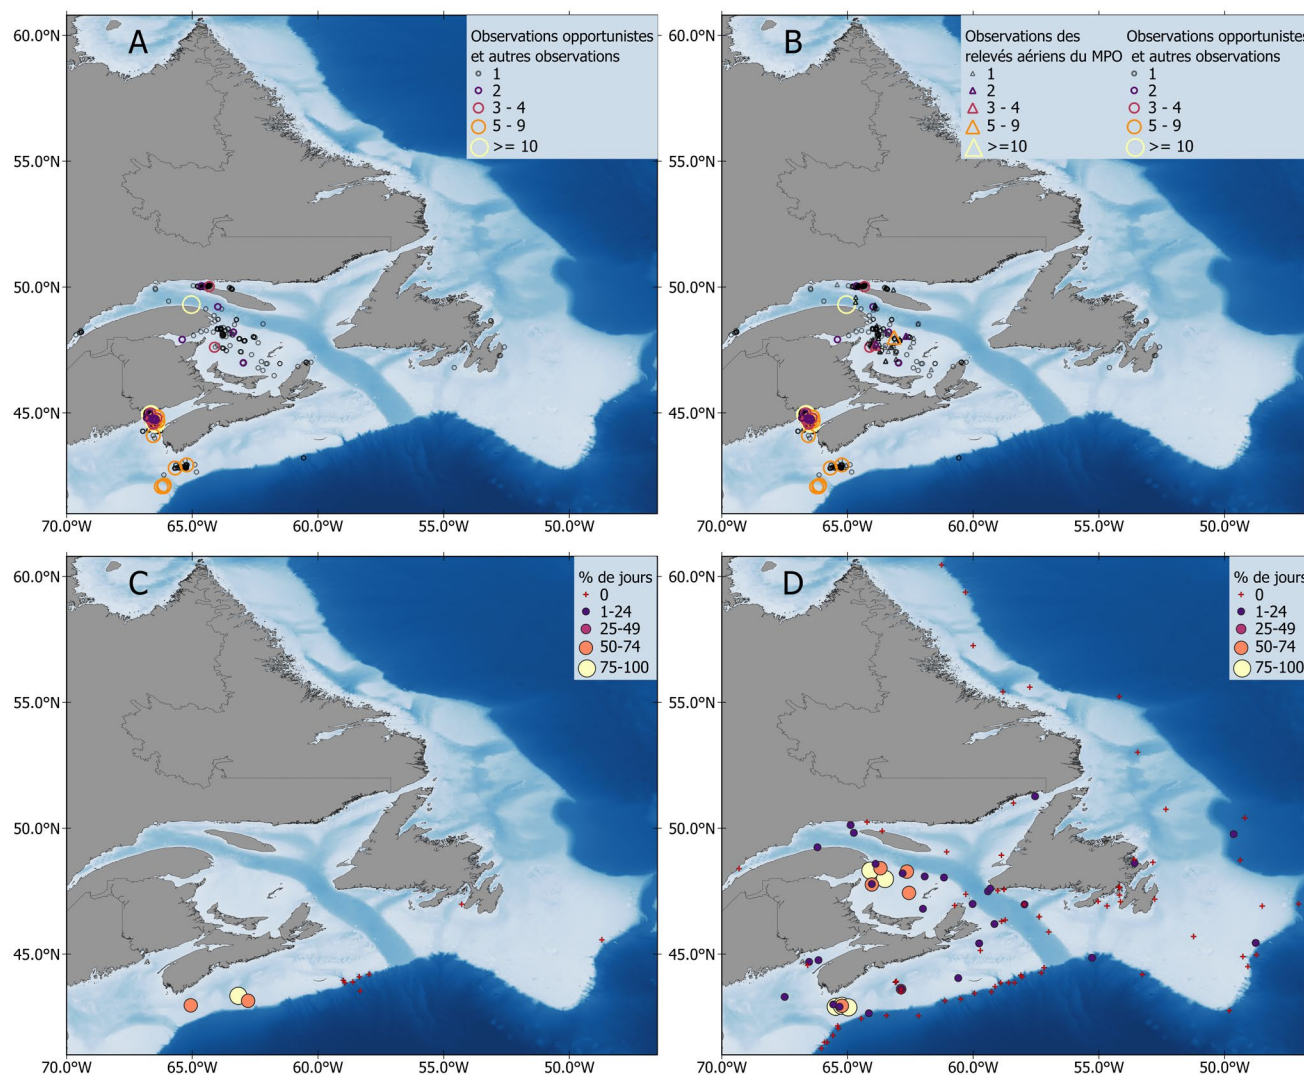 A
Observations opportunistes
et autres observations
1
2
3 - 4
5 - 9
>= 10
60.0°N
55.0°N
50.0°N
45.0°N
70.0°W
65.0°W
60.0°W
55.0°W
50.0°W
B
Observations des
relevés aériens du MPO
1
2
3 - 4
5 - 9
>=10
Observations opportunistes
et autres observations
1
2
3 - 4
5 - 9
>= 10
60.0°N
55.0°N
50.0°N
45.0°N
70.0°W
65.0°W
60.0°W
55.0°W
50.0°W
C
% de jours
0
1-24
25-49
50-74
75-100
60.0°N
55.0°N
50.0°N
45.0°N
70.0°W
65.0°W
60.0°W
55.0°W
50.0°W
D
% de jours
0
1-24
25-49
50-74
75-100
60.0°N
55.0°N
50.0°N
45.0°N
70.0°W
65.0°W
60.0°W
55.0°W
50.0°W